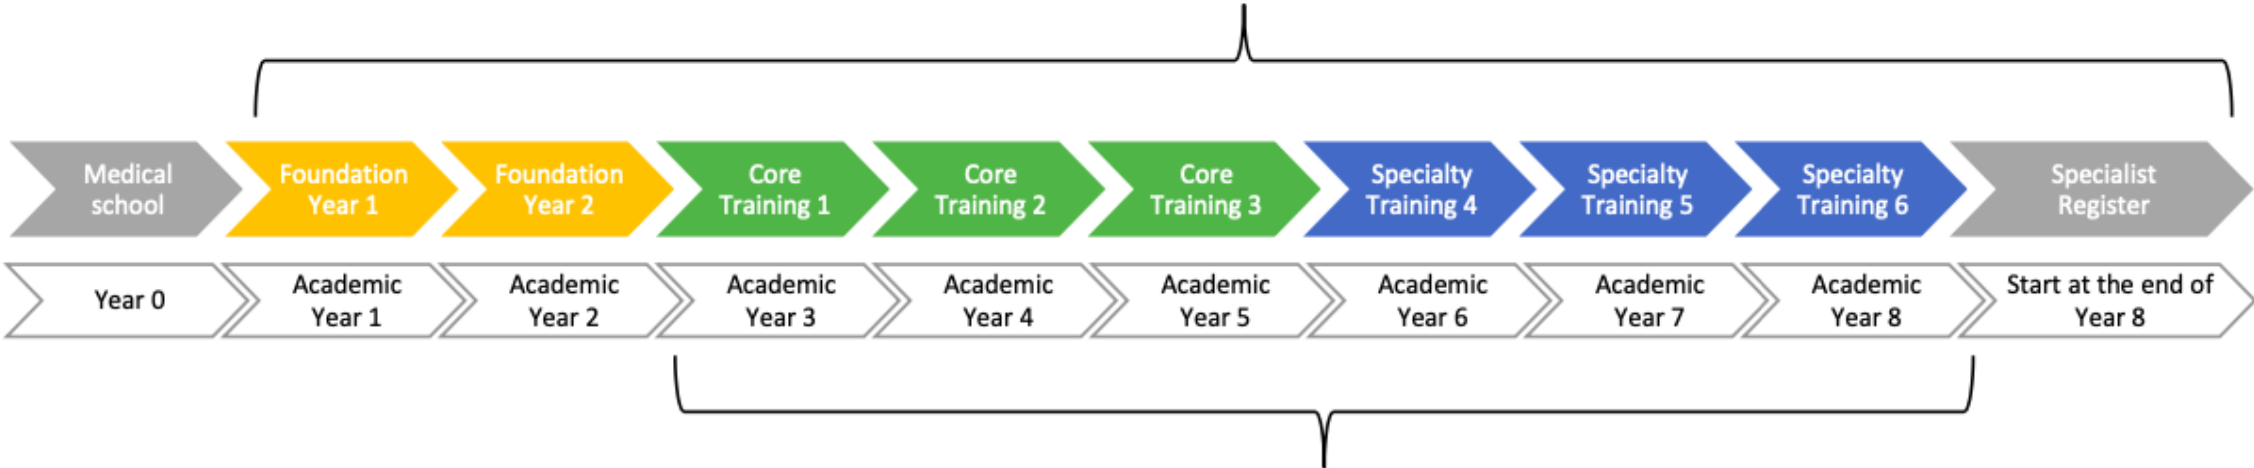 Medical
school
Foundation
Year 1
Foundation
Year 2
Core
Training 1
Core
Training 2
Core
Training 3
Specialty
Training 4
Specialty
Training 5
Specialty
Training 6
Specialist
Register
Year 0
Academic
Year 1
Academic
Year 2
Academic
Year 3
Academic
Year 4
Academic
Year 5
Academic
Year 6
Academic
Year 7
Academic
Year 8
Start at the end of
Year 8